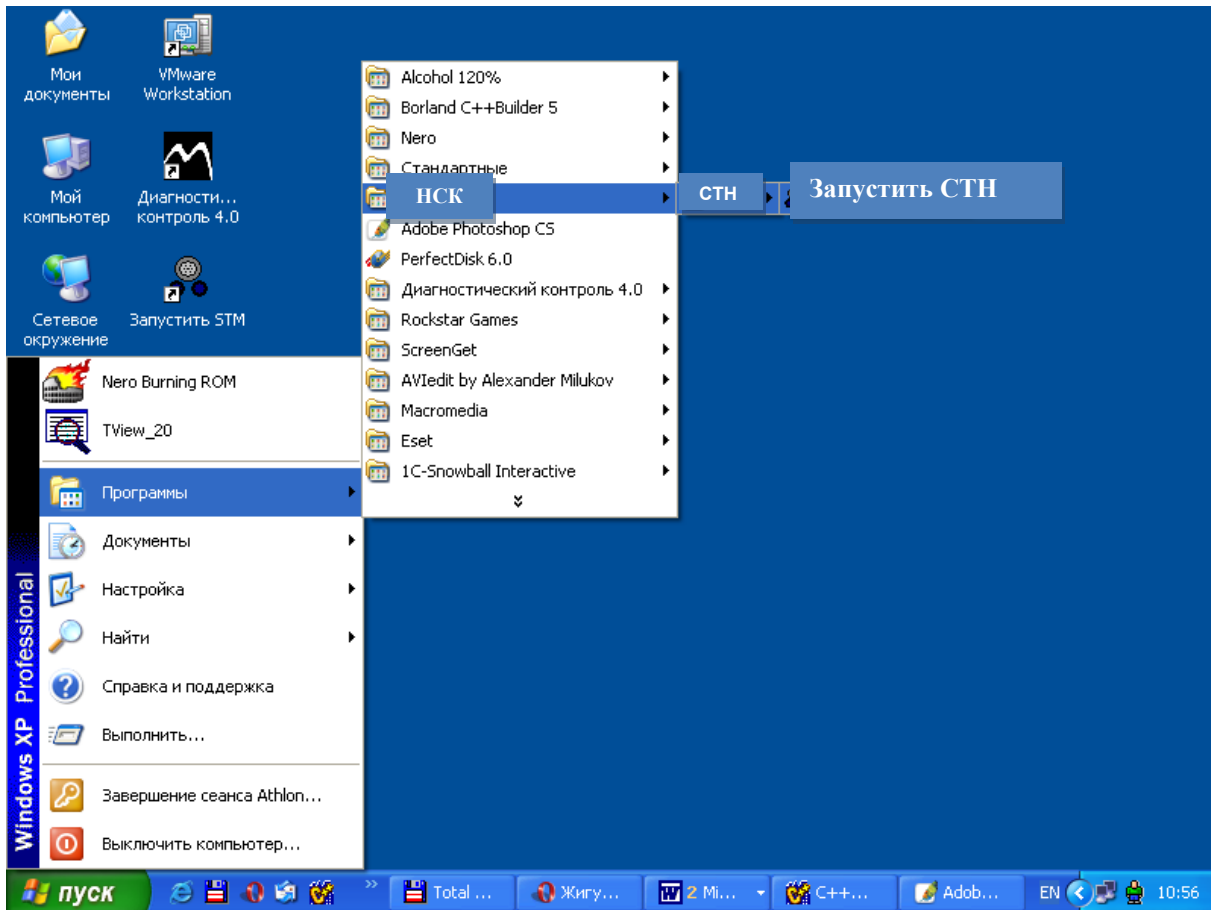 Мои
документы
VMware
Workstation
Мой
компьютер
Диагности...
контроль 4.0
Сетевое
окружение
Запустить STM
Alcohol 120%
Borland C++Builder 5
Nero
Стандартные
НСК
СТН
Запустить СТН
Adobe Photoshop CS
PerfectDisk 6.0
Диагностический контроль 4.0
Rockstar Games
ScreenGet
AVIedit by Alexander Milukov
Macromedia
Eset
1C-Snowball Interactive
Nero Burning ROM
TView_20
Программы
Документы
Настройка
Найти
Справка и поддержка
Выполнить...
Завершение сеанса Athlon...
Выключить компьютер...
Windows XP Professional
пуск
Total ...
Жигу...
2 Mi...
C++...
Adob...
EN
10:56